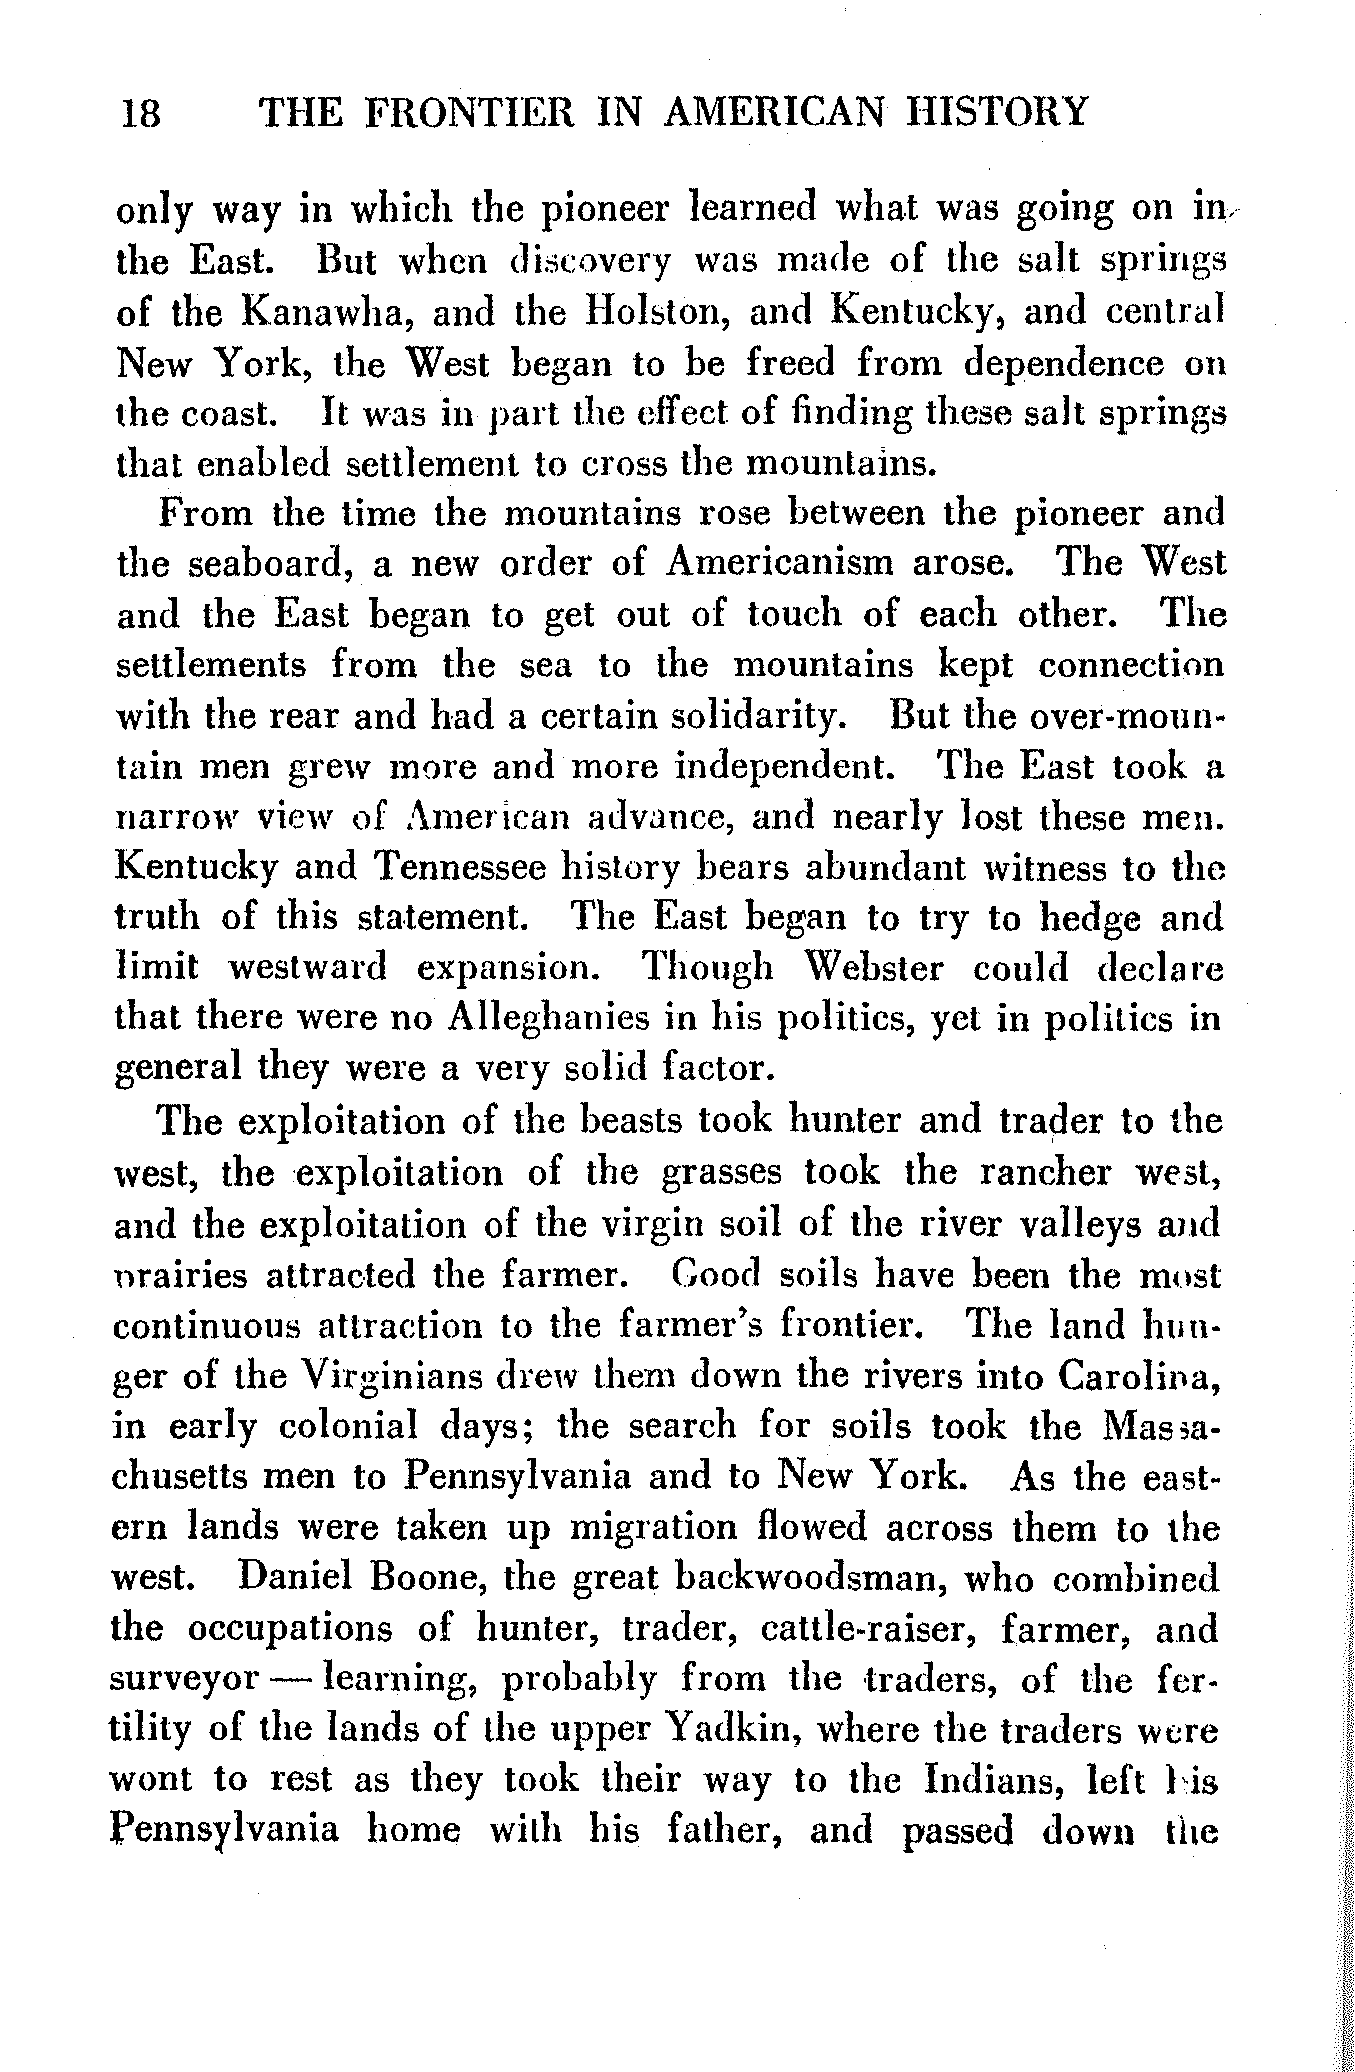 18 THE FRONTIER IN AMERICAN HISTORY
only way in which the pioneer learned what was going on in
the East. But when discovery was made of the salt springs
of the Kanawha, and the Holston, and Kentucky, and central
New York, the West began to be freed from dependence on
the coast. It was in part the effect of finding these salt springs
that enabled settlement to cross the mountains.
From the time the mountains rose between the pioneer and
the seaboard, a new order of Americanism arose. The West
and the East began to get out of touch of each other. The
settlements from the sea to the mountains kept connection
with the rear and had a certain solidarity. But the over-moun-
tain men grew more and more independent. The East took a
narrow view of American advance, and nearly lost these men.
Kentucky and Tennessee history bears abundant witness to the
truth of this statement. The East began to try to hedge and
limit westward expansion. Though Webster could declare
that there were no Alleghanies in his politics, yet in politics in
general they were a very solid factor.
The exploitation of the beasts took hunter and trader to the
west, the exploitation of the grasses took the rancher west,
and the exploitation of the virgin soil of the river valleys and
prairies attracted the farmer. Good soils have been the most
continuous attraction to the farmer's frontier. The land hun-
ger of the Virginians drew them down the rivers into Carolina,
in early colonial days; the search for soils took the Massa-
chusetts men to Pennsylvania and to New York. As the east-
ern lands were taken up migration flowed across them to the
west. Daniel Boone, the great backwoodsman, who combined
the occupations of hunter, trader, cattle-raiser, farmer, and
surveyor — learning, probably from the traders, of the fer-
tility of the lands of the upper Yadkin, where the traders were
wont to rest as they took their way to the Indians, left his
Pennsylvania home with his father, and passed down the